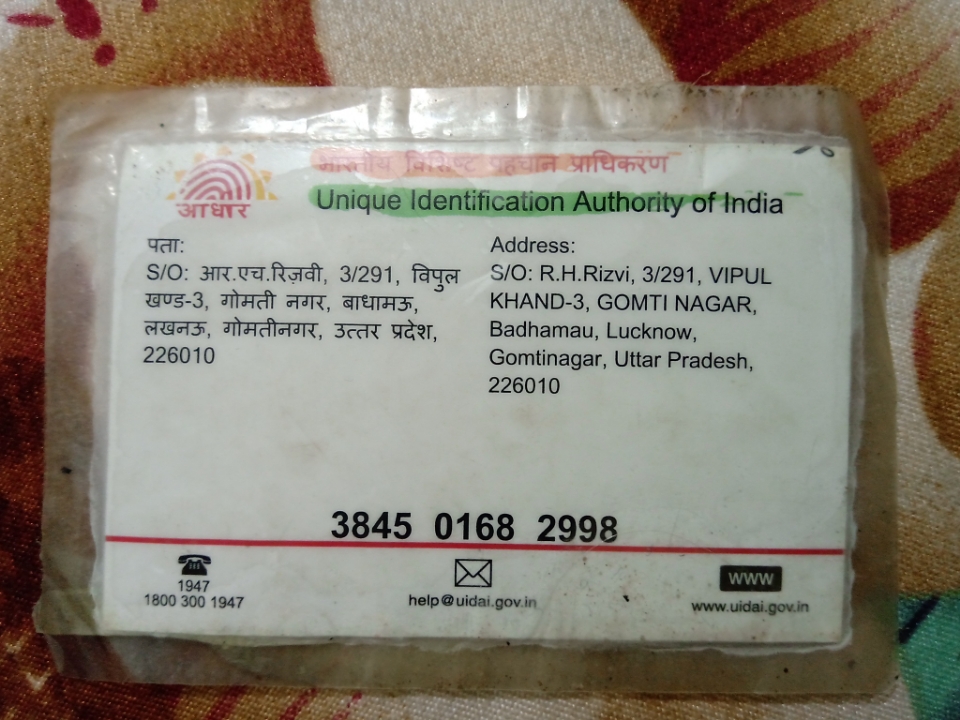 भारतीय विशिष्ट पहचान प्राधिकरण
आधार
Unique Identification Authority of India
पता:
S/O: आर.एच.रिज़वी, 3/291, विपुल
खण्ड-3, गोमती नगर, बाधामऊ,
लखनऊ, गोमतीनगर, उत्तर प्रदेश,
226010
Address:
S/O: R.H.Rizvi, 3/291, VIPUL
KHAND-3, GOMTI NAGAR,
Badhamau, Lucknow,
Gomtinagar, Uttar Pradesh,
226010
3845 0168 2998
1947
1800 300 1947
help@uidai.gov.in
WWW
www.uidai.gov.in